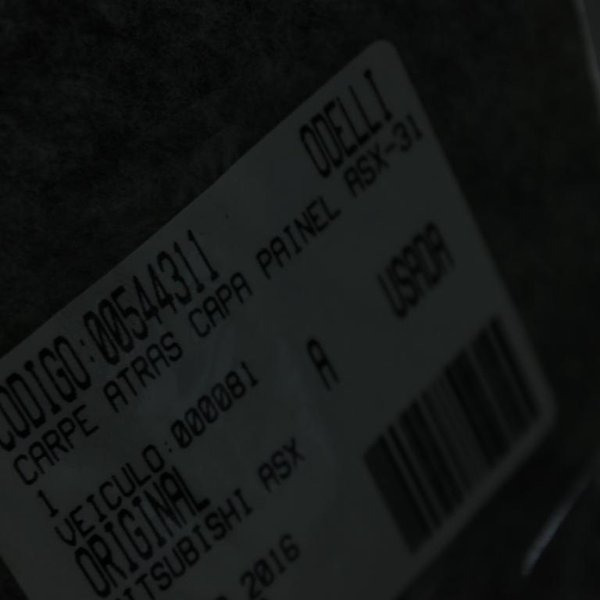 ODELLI
CODIGO:00544311
CARPE ATRAS CAPA PAINEL ASX-31
1
A
USADA
VEICULO:000081
ORIGINAL
MITSUBISHI ASX
2016